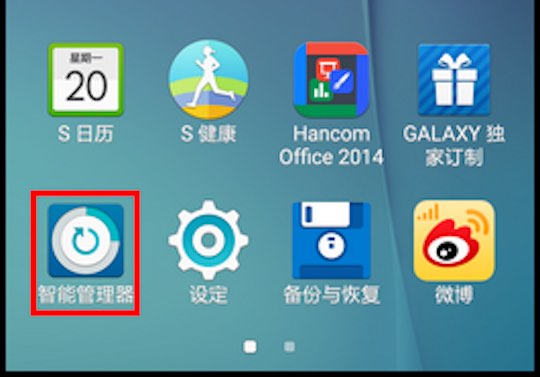 星期一
20
S 日历
S 健康
Hancom
Office 2014
GALAXY 独
家订制
智能管理器
设定
备份与恢复
微博